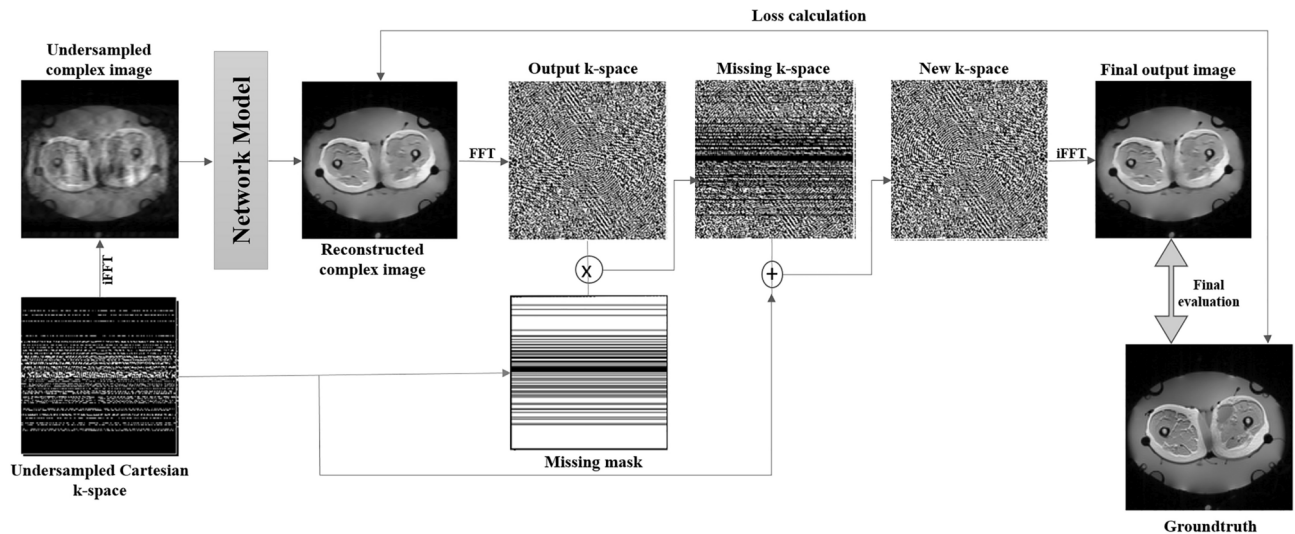 Loss calculation
Undersampled
complex image
Network Model
Output k-space
Missing k-space
New k-space
Final output image
FFT
iFFT
Reconstructed
complex image
iFFT
x
+
Final
evaluation
Undersampled Cartesian
k-space
Missing mask
Groundtruth